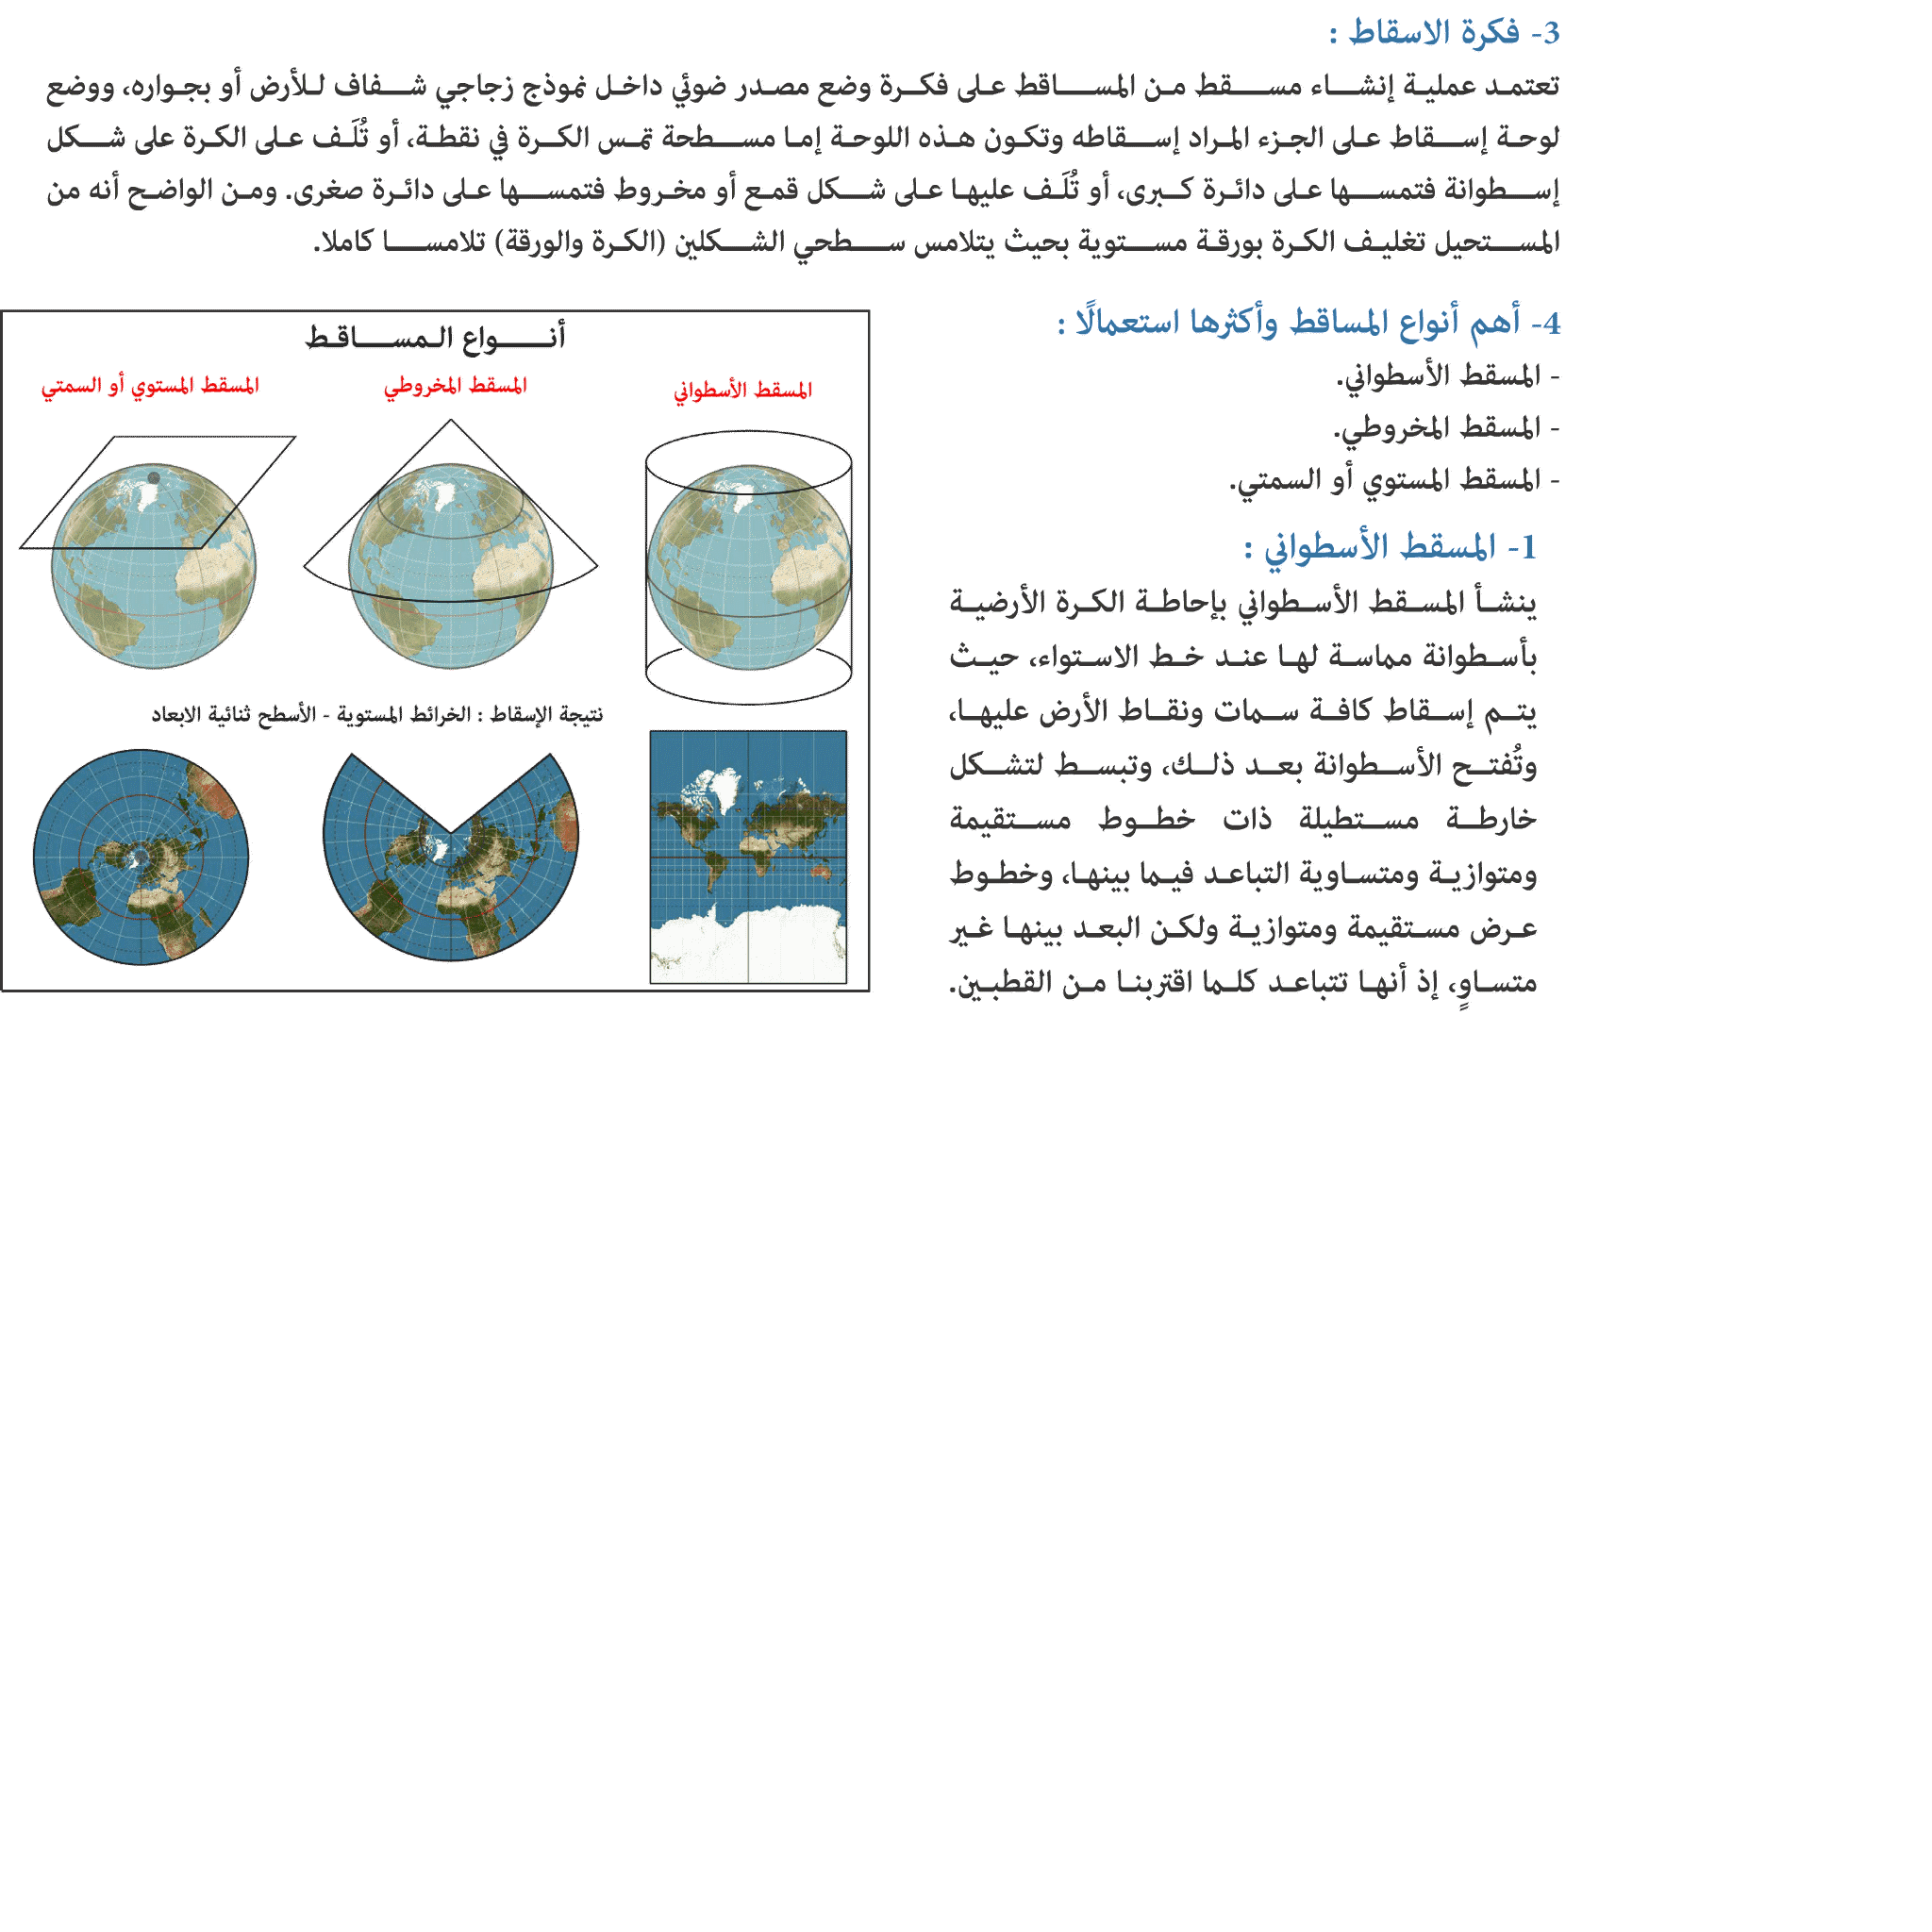 3- فكرة الاسقاط :
تعتمد عملية إنشاء مسقط من المساقط على فكرة وضع مصدر ضوئي داخل نموذج زجاجي شفاف للأرض أو بجواره، ووضع
لوحة إسقاط على الجزء المراد إسقاطه وتكون هذه اللوحة إما مسطحة تمس الكرة في نقطة، أو تُلَف على الكرة على شكل
إسطوانة فتمسها على دائرة كبرى، أو تُلَف عليها على شكل قمع أو مخروط فتمسها على دائرة صغرى. ومن الواضح أنه من
المستحيل تغليف الكرة بورقة مستوية بحيث يتلامس سطحي الشكلين (الكرة والورقة) تلامسا كاملا.
4- أهم أنواع المساقط وأكثرها استعمالًا :
- المسقط الأسطواني.
- المسقط المخروطي.
- المسقط المستوي أو السمتي.
1- المسقط الأسطواني :
ينشأ المسقط الأسطواني بإحاطة الكرة الأرضية
بأسطوانة مماسة لها عند خط الاستواء، حيث
يتم إسقاط كافة سمات ونقاط الأرض عليها،
وتُفتح الأسطوانة بعد ذلك، وتبسط لتشكل
خارطة مستطيلة ذات خطوط مستقيمة
ومتوازية ومتساوية التباعد فيما بينها، وخطوط
عرض مستقيمة ومتوازية ولكن البعد بينها غير
متساوٍ، إذ أنها تتباعد كلما اقتربنا من القطبين.
أنواع المساقط
المسقط الأسطواني
المسقط المخروطي
المسقط المستوي أو السمتي
نتيجة الإسقاط : الخرائط المستوية - الأسطح ثنائية الابعاد